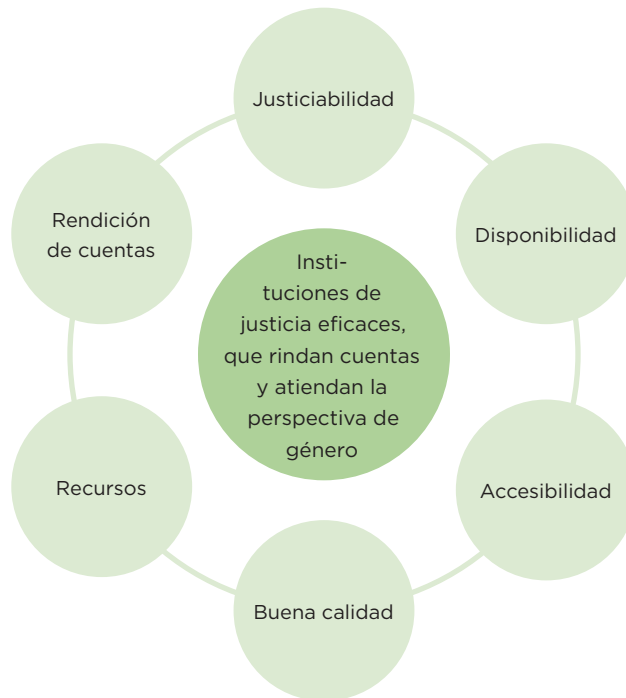 Justiciabilidad
Disponibilidad
Accesibilidad
Buena calidad
Recursos
Rendición
de cuentas
Insti-
tuciones de
justicia eficaces,
que rindan cuentas
y atiendan la
perspectiva de
género